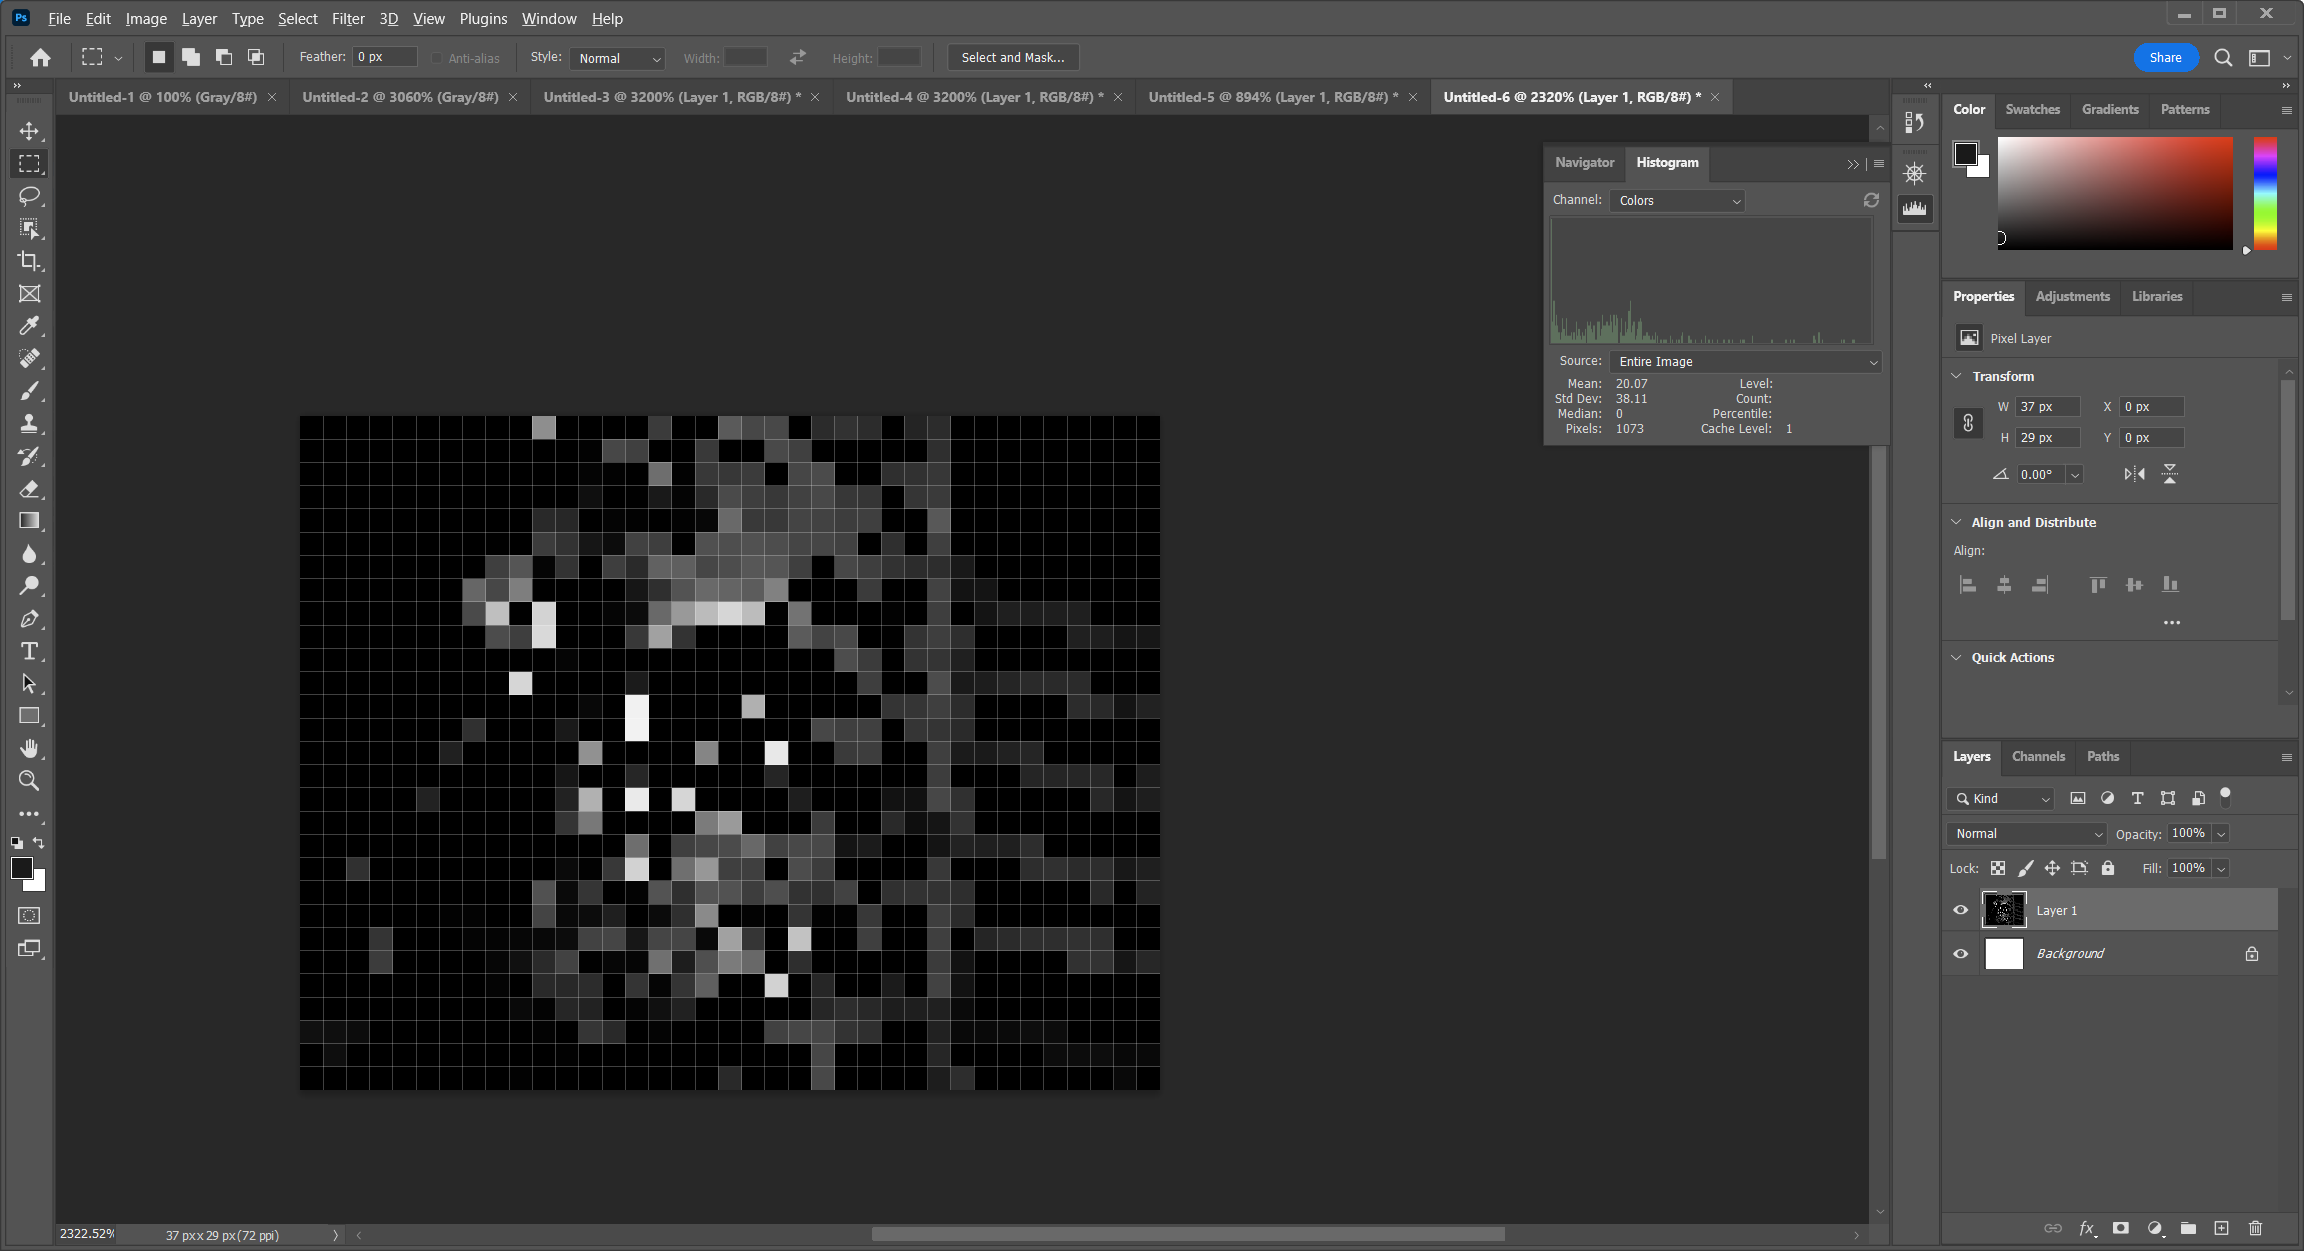 Ps File Edit Image Layer Type Select Filter 3D View Plugins Window Help
Feather: 0 px Anti-alias Style: Normal Width: Height: Select and Mask... Share
Untitled-1 @ 100% (Gray/8#) Untitled-2 @ 3060% (Gray/8#) Untitled-3 @ 3200% (Layer 1, RGB/8#) * Untitled-4 @ 3200% (Layer 1, RGB/8#) * Untitled-5 @ 894% (Layer 1, RGB/8#) * Untitled-6 @ 2320% (Layer 1, RGB/8#) *
Navigator Histogram
Channel: Colors
Source: Entire Image
Mean: 20.07 Level:
Std Dev: 38.11 Count:
Median: 0 Percentile:
Pixels: 1073 Cache Level: 1
Color Swatches Gradients Patterns
Properties Adjustments Libraries
Pixel Layer
Transform
W 37 px X 0 px
H 29 px Y 0 px
0.00°
Align and Distribute
Align:
Quick Actions
Layers Channels Paths
Kind
Normal Opacity: 100%
Lock: Fill: 100%
Layer 1
Background
fx
2322.52% 37 px x 29 px (72 ppi)